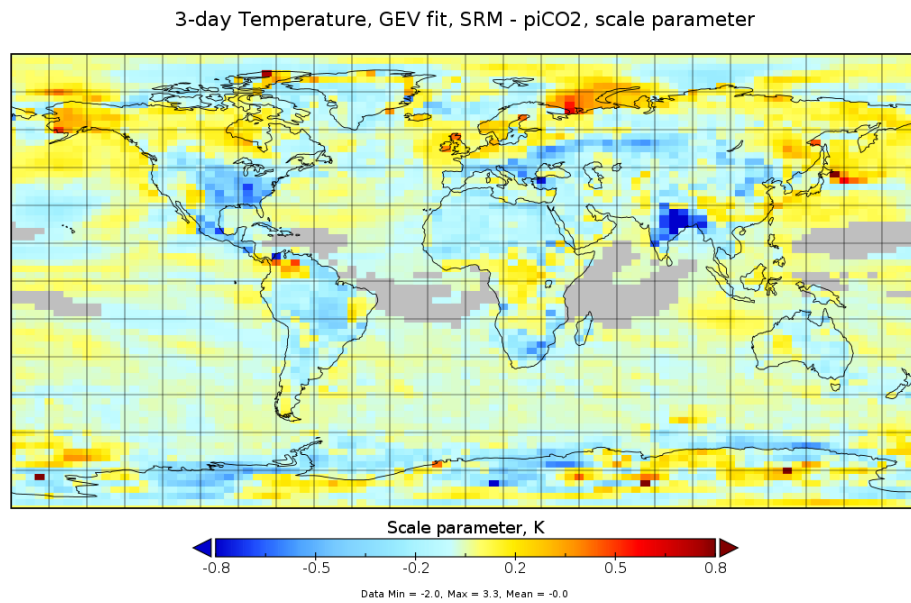 3-day Temperature, GEV fit, SRM - piCO2, scale parameter
Scale parameter, K
-0.8 -0.5 -0.2 0.2 0.5 0.8
Data Min = -2.0, Max = 3.3, Mean = -0.0